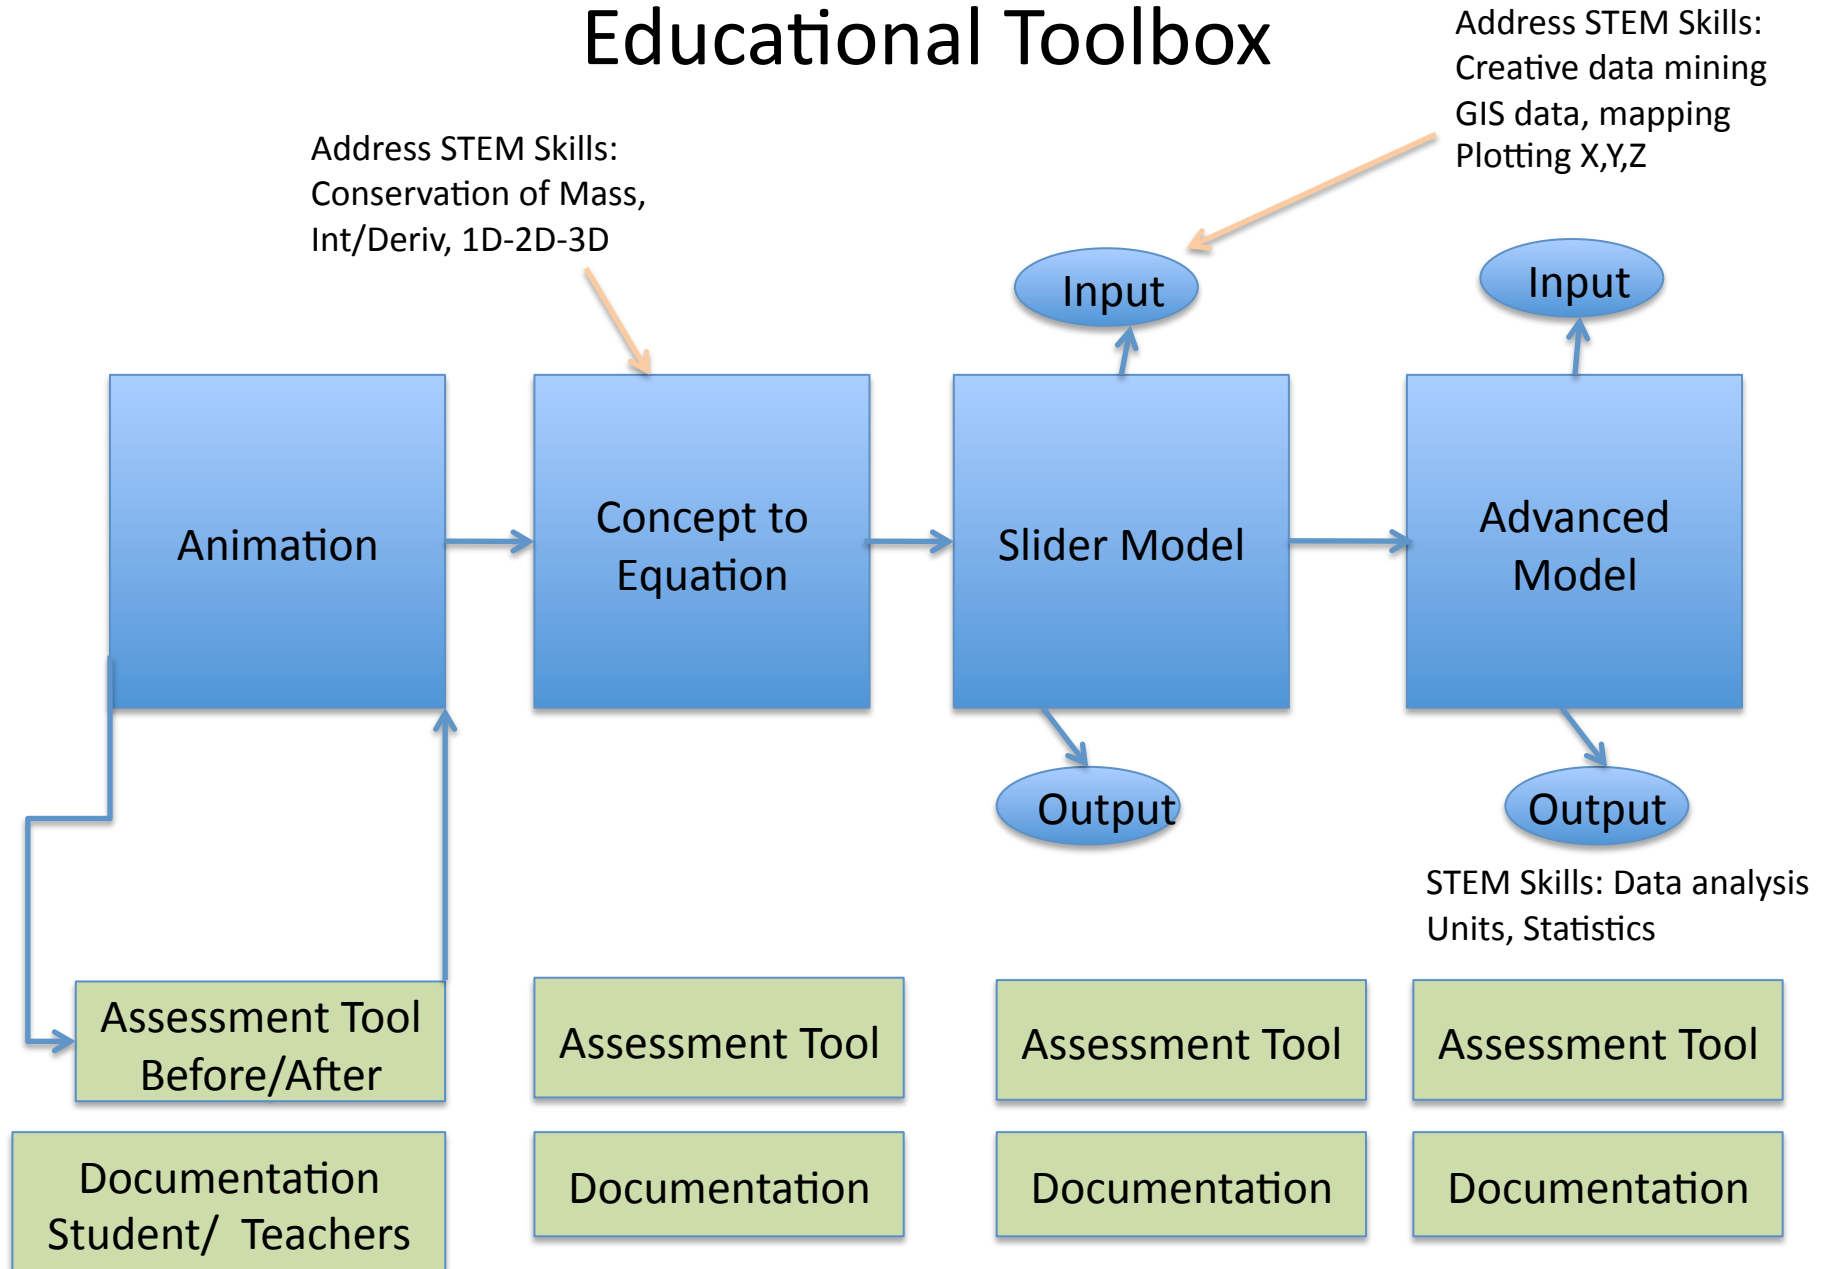 Educational Toolbox
Address STEM Skills:
Creative data mining
GIS data, mapping
Plotting X,Y,Z
Address STEM Skills:
Conservation of Mass,
Int/Deriv, 1D-2D-3D
Input
Input
Animation
Concept to
Equation
Slider Model
Advanced
Model
Output
Output
STEM Skills: Data analysis
Units, Statistics
Assessment Tool
Before/After
Assessment Tool
Assessment Tool
Assessment Tool
Documentation
Student/ Teachers
Documentation
Documentation
Documentation